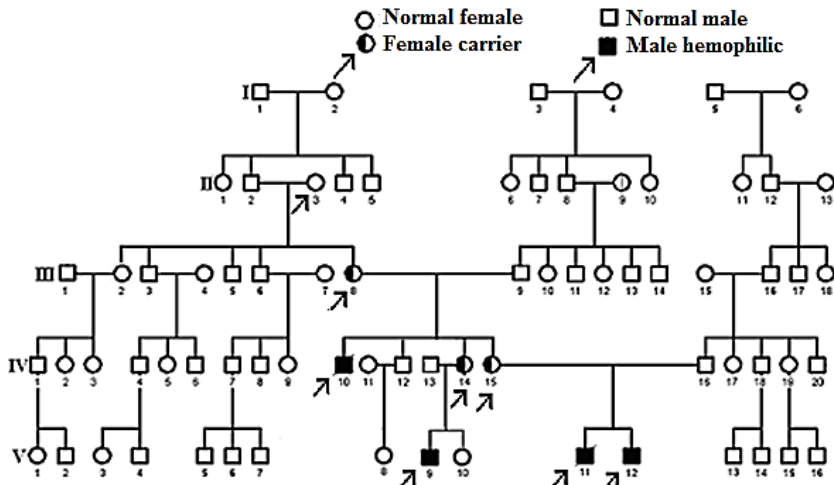 Normal female Normal male
Female carrier Male hemophilic
I 1 2 3 4 5 6
II 1 2 3 4 5 6 7 8 9 10 11 12 13
III 1 2 3 4 5 6 7 8 9 10 11 12 13 14 15 16 17 18
IV 1 2 3 4 5 6 7 8 9 10 11 12 13 14 15 16 17 18 19 20
V 1 2 3 4 5 6 7 8 9 10 11 12 13 14 15 16